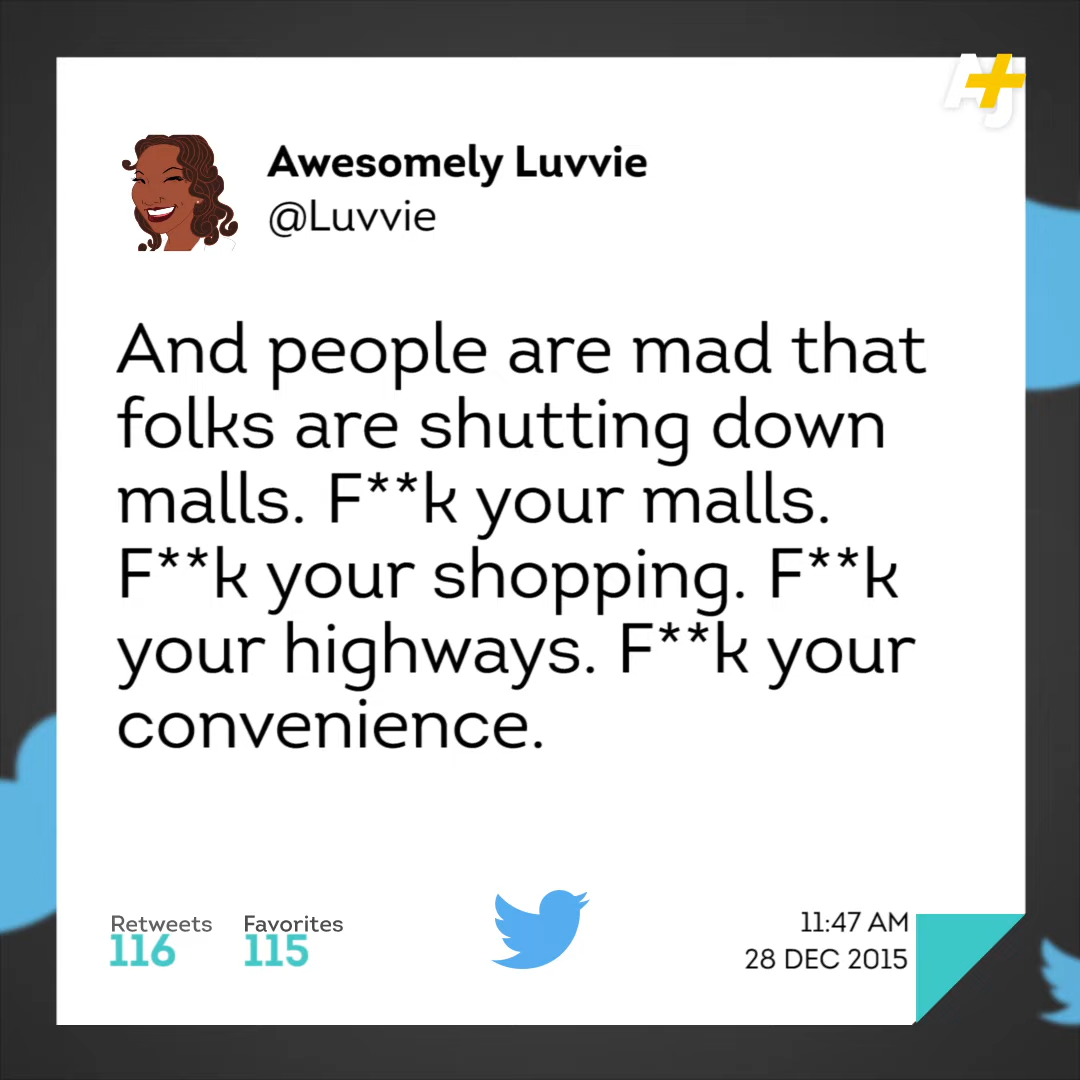 AJ+
Awesomely Luvvie
@Luvvie
And people are mad that
folks are shutting down
malls. F**k your malls.
F**k your shopping. F**k
your highways. F**k your
convenience.
Retweets Favorites
116 115
11:47 AM
28 DEC 2015